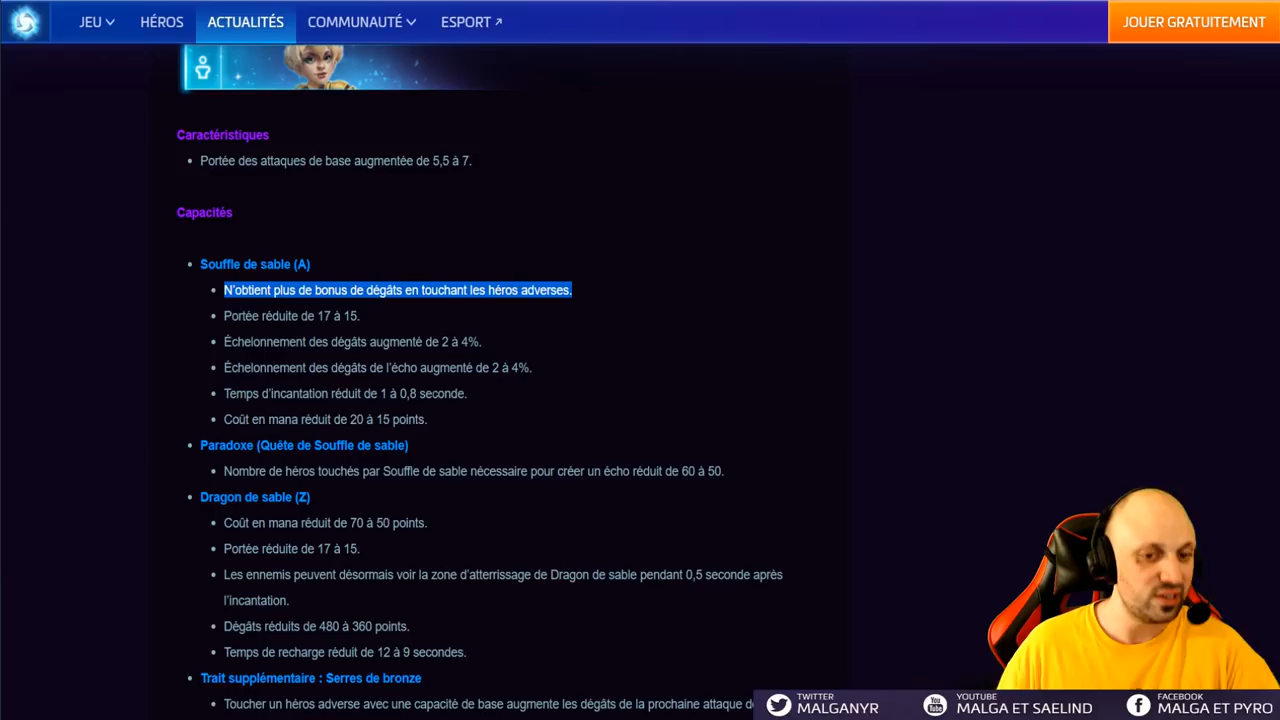 JEU HÉROS ACTUALITÉS COMMUNAUTÉ ESPORT JOUER GRATUITEMENT
Caractéristiques
Portée des attaques de base augmentée de 5,5 à 7.
Capacités
Souffle de sable (A)
N'obtient plus de bonus de dégâts en touchant les héros adverses.
Portée réduite de 17 à 15.
Échelonnement des dégâts augmenté de 2 à 4%.
Échelonnement des dégâts de l'écho augmenté de 2 à 4%.
Temps d'incantation réduit de 1 à 0,8 seconde.
Coût en mana réduit de 20 à 15 points.
Paradoxe (Quête de Souffle de sable)
Nombre de héros touchés par Souffle de sable nécessaire pour créer un écho réduit de 60 à 50.
Dragon de sable (Z)
Coût en mana réduit de 70 à 50 points.
Portée réduite de 17 à 15.
Les ennemis peuvent désormais voir la zone d'atterrissage de Dragon de sable pendant 0,5 seconde après
l'incantation.
Dégâts réduits de 480 à 360 points.
Temps de recharge réduit de 12 à 9 secondes.
Trait supplémentaire : Serres de bronze
Toucher un héros adverse avec une capacité de base augmente les dégâts de la prochaine attaque
TWITTER
MALGANYR
YOUTUBE
MALGA ET SAELIND
FACEBOOK
MALGA ET PYRO